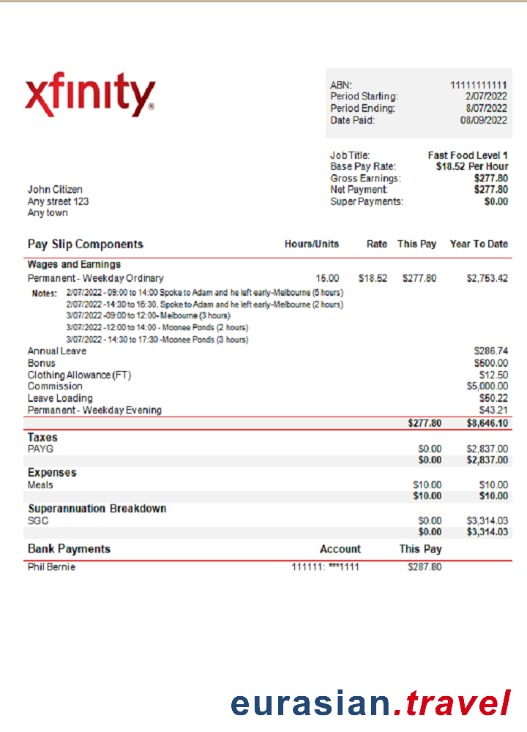 xfinity®
ABN: 11111111111
Period Starting: 2/07/2022
Period Ending: 8/07/2022
Date Paid: 08/09/2022
Job Title: Fast Food Level 1
Base Pay Rate: $18.52 Per Hour
Gross Earnings: $277.80
Net Payment: $277.80
Super Payments: $0.00
John Citizen
Any street 123
Any town
Pay Slip Components Hours/Units Rate This Pay Year To Date
Wages and Earnings
Permanent - Weekday Ordinary 15.00 $18.52 $277.80 $2,753.42
Notes: 2/07/2022 - 09:00 to 14:00 Spoke to Adam and he left early-Melbourne (5 hours)
2/07/2022 -14:30 to 16:30. Spoke to Adam and he left early-Melbourne (2 hours)
3/07/2022 -09:00 to 12:00- Melbourne (3 hours)
3/07/2022 -12:00 to 14:00 - Moonee Ponds (2 hours)
3/07/2022 - 14:30 to 17:30 -Moonee Ponds (3 hours)
Annual Leave $286.74
Bonus $500.00
Clothing Allowance (FT) $12.50
Commission $5,000.00
Leave Loading $50.22
Permanent - Weekday Evening $43.21
$277.80 $8,646.10
Taxes
PAYG $0.00 $2,837.00
$0.00 $2,837.00
Expenses
Meals $10.00 $10.00
$10.00 $10.00
Superannuation Breakdown
SGC $0.00 $3,314.03
$0.00 $3,314.03
Bank Payments Account This Pay
Phil Bernie 111111: ***1111 $287.80
eurasian.travel